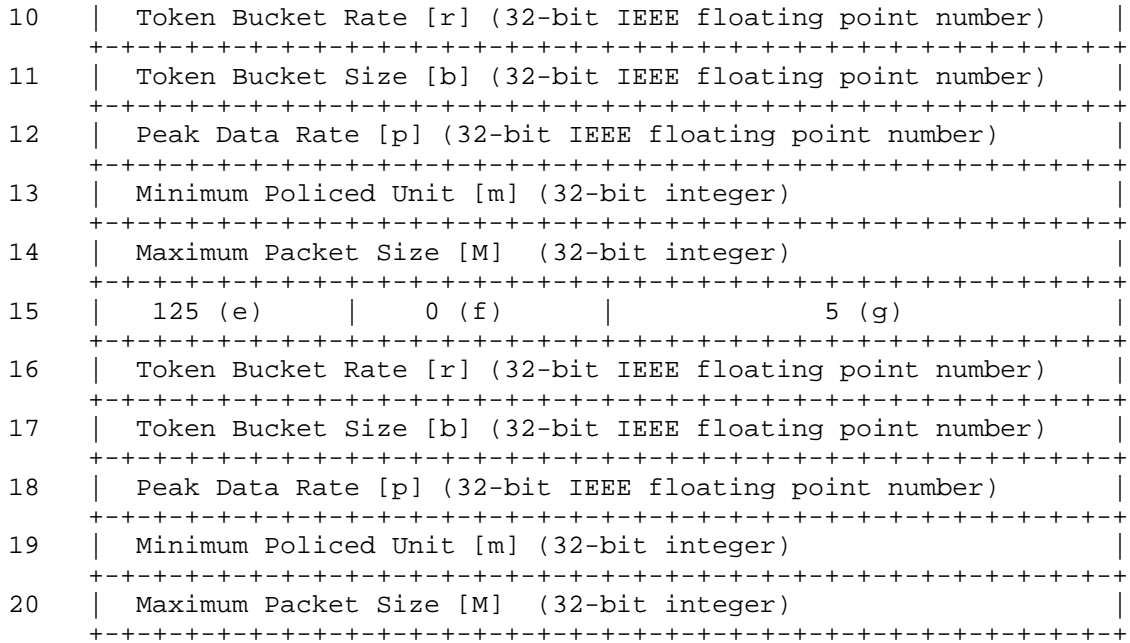 10 | Token Bucket Rate [r] (32-bit IEEE floating point number) |
+-+-+-+-+-+-+-+-+-+-+-+-+-+-+-+-+-+-+-+-+-+-+-+-+-+-+-+-+-+-+-+-+
11 | Token Bucket Size [b] (32-bit IEEE floating point number) |
+-+-+-+-+-+-+-+-+-+-+-+-+-+-+-+-+-+-+-+-+-+-+-+-+-+-+-+-+-+-+-+-+
12 | Peak Data Rate [p] (32-bit IEEE floating point number) |
+-+-+-+-+-+-+-+-+-+-+-+-+-+-+-+-+-+-+-+-+-+-+-+-+-+-+-+-+-+-+-+-+
13 | Minimum Policed Unit [m] (32-bit integer) |
+-+-+-+-+-+-+-+-+-+-+-+-+-+-+-+-+-+-+-+-+-+-+-+-+-+-+-+-+-+-+-+-+
14 | Maximum Packet Size [M]  (32-bit integer) |
+-+-+-+-+-+-+-+-+-+-+-+-+-+-+-+-+-+-+-+-+-+-+-+-+-+-+-+-+-+-+-+-+
15 | 125 (e) | 0 (f) | 5 (g) |
+-+-+-+-+-+-+-+-+-+-+-+-+-+-+-+-+-+-+-+-+-+-+-+-+-+-+-+-+-+-+-+-+
16 | Token Bucket Rate [r] (32-bit IEEE floating point number) |
+-+-+-+-+-+-+-+-+-+-+-+-+-+-+-+-+-+-+-+-+-+-+-+-+-+-+-+-+-+-+-+-+
17 | Token Bucket Size [b] (32-bit IEEE floating point number) |
+-+-+-+-+-+-+-+-+-+-+-+-+-+-+-+-+-+-+-+-+-+-+-+-+-+-+-+-+-+-+-+-+
18 | Peak Data Rate [p] (32-bit IEEE floating point number) |
+-+-+-+-+-+-+-+-+-+-+-+-+-+-+-+-+-+-+-+-+-+-+-+-+-+-+-+-+-+-+-+-+
19 | Minimum Policed Unit [m] (32-bit integer) |
+-+-+-+-+-+-+-+-+-+-+-+-+-+-+-+-+-+-+-+-+-+-+-+-+-+-+-+-+-+-+-+-+
20 | Maximum Packet Size [M]  (32-bit integer) |
+-+-+-+-+-+-+-+-+-+-+-+-+-+-+-+-+-+-+-+-+-+-+-+-+-+-+-+-+-+-+-+-+